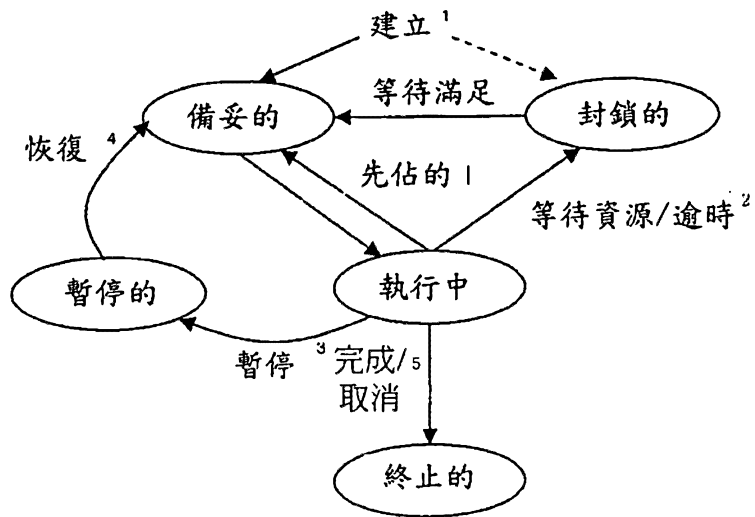 建立 1
等待滿足
備妥的
封鎖的
恢復 4
先佔的 |
等待資源/逾時 2
暫停的
執行中
暫停 3
完成/5
取消
終止的